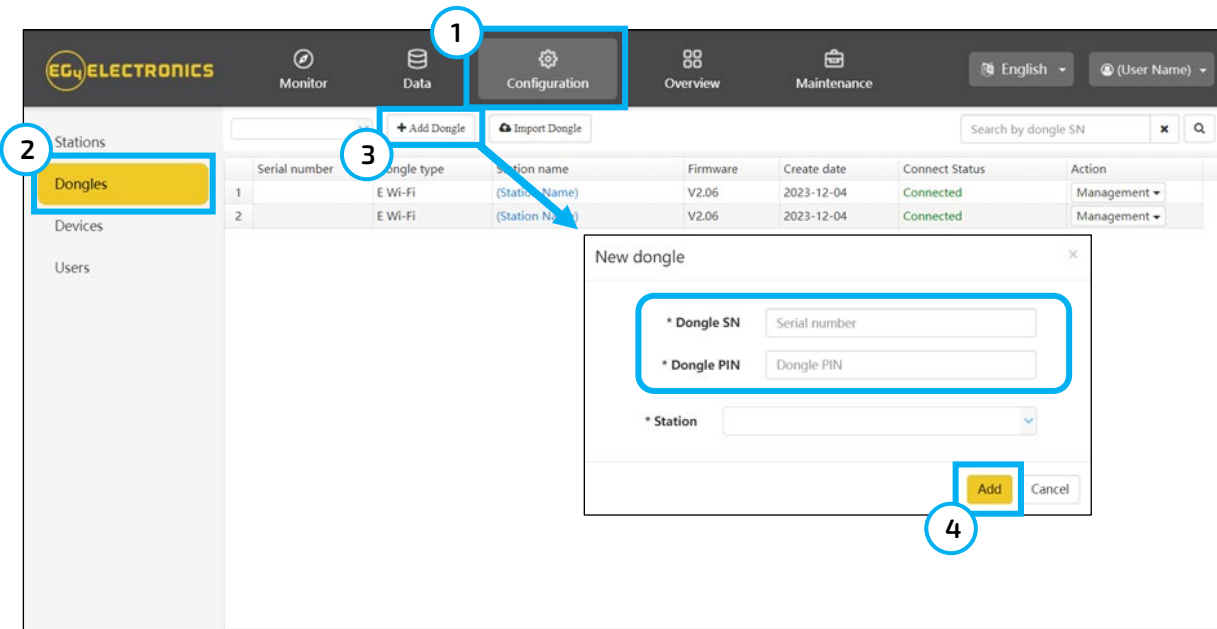 1
EG4 ELECTRONICS
Monitor
Data
Configuration
Overview
Maintenance
English
(User Name)
2
Stations
Dongles
Devices
Users
3
+ Add Dongle
Import Dongle
Search by dongle SN
Serial number Dongle type Station name Firmware Create date Connect Status Action
1 E Wi-Fi (Station Name) V2.06 2023-12-04 Connected Management
2 E Wi-Fi (Station Name) V2.06 2023-12-04 Connected Management
New dongle
* Dongle SN Serial number
* Dongle PIN Dongle PIN
* Station
Add Cancel
4